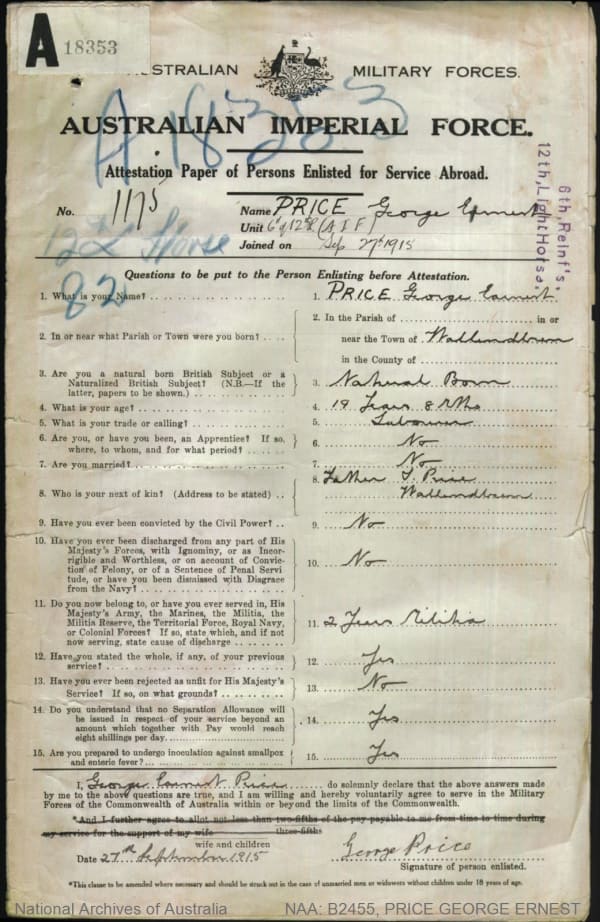 A 18353
AUSTRALIAN MILITARY FORCES.
A 18353
AUSTRALIAN IMPERIAL FORCE.
Attestation Paper of Persons Enlisted for Service Abroad.
6th, Reinf's:
12th, LightHorse.
No. 1175
Name PRICE George Earnest
Unit 6th of 12th (AIF)
Joined on Sep 27th 1915
12 L Horse
82
Questions to be put to the Person Enlisting before Attestation.
1. What is your Name? 1. PRICE George Earnest
2. In or near what Parish or Town were you born? 2. In the Parish of in or
near the Town of Wallendbeen
in the County of
3. Are you a natural born British Subject or a
Naturalized British Subject? (N.B.—If the
latter, papers to be shown.) 3. Natural Born
4. What is your age? 4. 19 Years 8 Mths
5. What is your trade or calling? 5. Labourer
6. Are you, or have you been, an Apprentice? If so,
where, to whom, and for what period? 6. No
7. Are you married? 7. No
8. Who is your next of kin? (Address to be stated) 8. Father Price
Wallendbeen
9. Have you ever been convicted by the Civil Power? 9. No
10. Have you ever been discharged from any part of His
Majesty's Forces, with Ignominy, or as Incor-
rigible and Worthless, or on account of Convic-
tion of Felony, or of a Sentence of Penal Servi
tude, or have you been dismissed with Disgrace
from the Navy? 10. No
11. Do you now belong to, or have you ever served in, His
Majesty's Army, the Marines, the Militia, the
Militia Reserve, the Territorial Force, Royal Navy,
or Colonial Forces? If so, state which, and if not
now serving, state cause of discharge 11. 2 Years Militia
12. Have you stated the whole, if any, of your previous
service? 12. Yes
13. Have you ever been rejected as unfit for His Majesty's
Service? If so, on what grounds? 13. No
14. Do you understand that no Separation Allowance will
be issued in respect of your service beyond an
amount which together with Pay would reach
eight shillings per day. 14. Yes
15. Are you prepared to undergo inoculation against smallpox
and enteric fever? 15. Yes
I, George Earnest Price do solemnly declare that the above answers made
by me to the above questions are true, and I am willing and hereby voluntarily agree to serve in the Military
Forces of the Commonwealth of Australia within or beyond the limits of the Commonwealth.
*And I further agree to allot not less than two-fifths of the pay payable to me from time to time during
three-fifths
my service for the support of my wife
wife and children
Date 27th September 1915
George Price
Signature of person enlisted.
*This clause to be amended where necessary and should be struck out in the case of unmarried men or widowers without children under 18 years of age.
National Archives of Australia NAA: B2455, PRICE GEORGE ERNEST